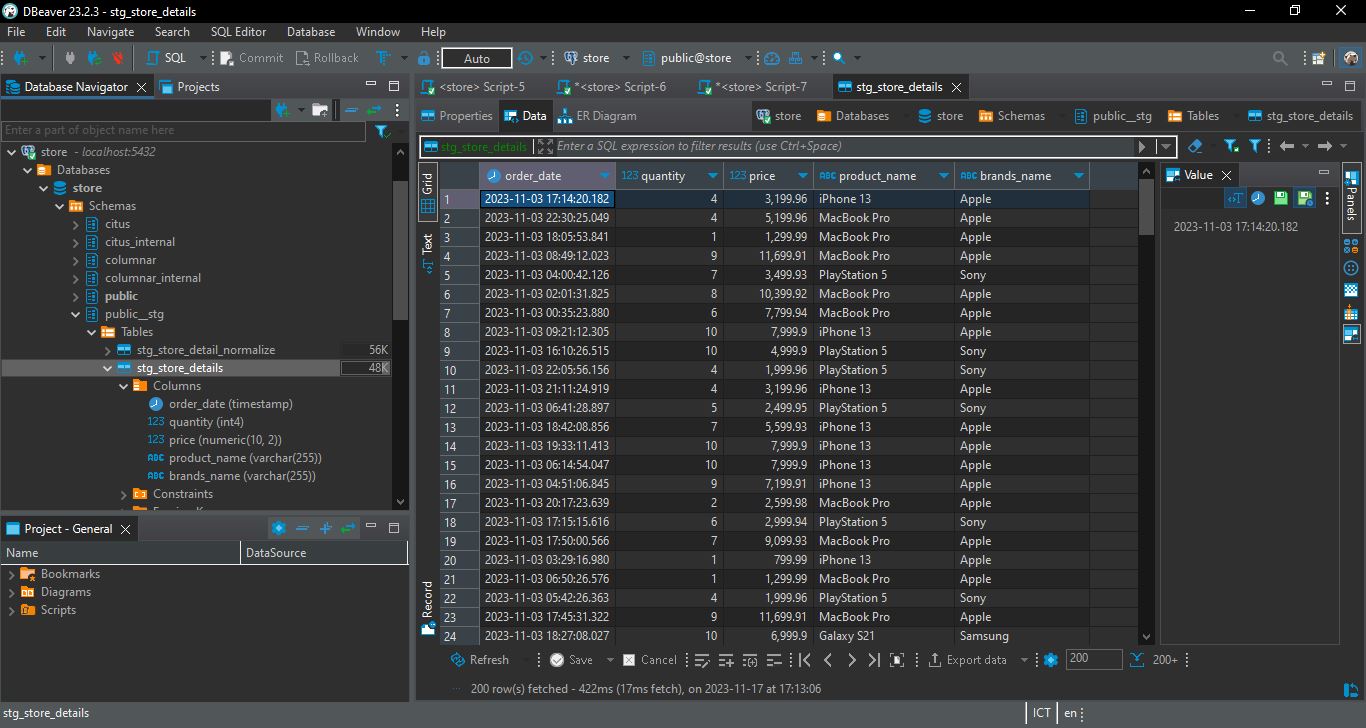 DBeaver 23.2.3 - stg_store_details
File Edit Navigate Search SQL Editor Database Window Help
SQL Commit Rollback Auto store public@store
Database Navigator Projects
Enter a part of object name here
store - localhost:5432
Databases
store
Schemas
citus
citus_internal
columnar
columnar_internal
public
public__stg
Tables
stg_store_detail_normalize 56K
stg_store_details 48K
Columns
order_date (timestamp)
123 quantity (int4)
123 price (numeric(10, 2))
ABC product_name (varchar(255))
ABC brands_name (varchar(255))
Constraints
Project - General
Name DataSource
Bookmarks
Diagrams
Scripts
<store> Script-5 *<store> Script-6 *<store> Script-7 stg_store_details
Properties Data ER Diagram store Databases store Schemas public__stg Tables stg_store_details
stg_store_details Enter a SQL expression to filter results (use Ctrl+Space)
Grid
Text
Record
order_date 123 quantity 123 price ABC product_name ABC brands_name
1 2023-11-03 17:14:20.182 4 3,199.96 iPhone 13 Apple
2 2023-11-03 22:30:25.049 4 5,199.96 MacBook Pro Apple
3 2023-11-03 18:05:53.841 1 1,299.99 MacBook Pro Apple
4 2023-11-03 08:49:12.023 9 11,699.91 MacBook Pro Apple
5 2023-11-03 04:00:42.126 7 3,499.93 PlayStation 5 Sony
6 2023-11-03 02:01:31.825 8 10,399.92 MacBook Pro Apple
7 2023-11-03 00:35:23.880 6 7,799.94 MacBook Pro Apple
8 2023-11-03 09:21:12.305 10 7,999.9 iPhone 13 Apple
9 2023-11-03 16:10:26.515 10 4,999.9 PlayStation 5 Sony
10 2023-11-03 22:05:56.156 4 1,999.96 PlayStation 5 Sony
11 2023-11-03 21:11:24.919 4 3,199.96 iPhone 13 Apple
12 2023-11-03 06:41:28.897 5 2,499.95 PlayStation 5 Sony
13 2023-11-03 18:42:08.856 7 5,599.93 iPhone 13 Apple
14 2023-11-03 19:33:11.413 10 7,999.9 iPhone 13 Apple
15 2023-11-03 06:14:54.047 10 7,999.9 iPhone 13 Apple
16 2023-11-03 04:51:06.845 9 7,199.91 iPhone 13 Apple
17 2023-11-03 20:17:23.639 2 2,599.98 MacBook Pro Apple
18 2023-11-03 17:15:15.616 6 2,999.94 PlayStation 5 Sony
19 2023-11-03 17:50:00.566 7 9,099.93 MacBook Pro Apple
20 2023-11-03 03:29:16.980 1 799.99 iPhone 13 Apple
21 2023-11-03 06:50:26.576 1 1,299.99 MacBook Pro Apple
22 2023-11-03 05:42:26.363 4 1,999.96 PlayStation 5 Sony
23 2023-11-03 17:45:31.322 9 11,699.91 MacBook Pro Apple
24 2023-11-03 18:27:08.027 10 6,999.9 Galaxy S21 Samsung
Value
2023-11-03 17:14:20.182
Panels
Refresh Save Cancel Export data 200 200+
200 row(s) fetched - 422ms (17ms fetch), on 2023-11-17 at 17:13:06
stg_store_details ICT en